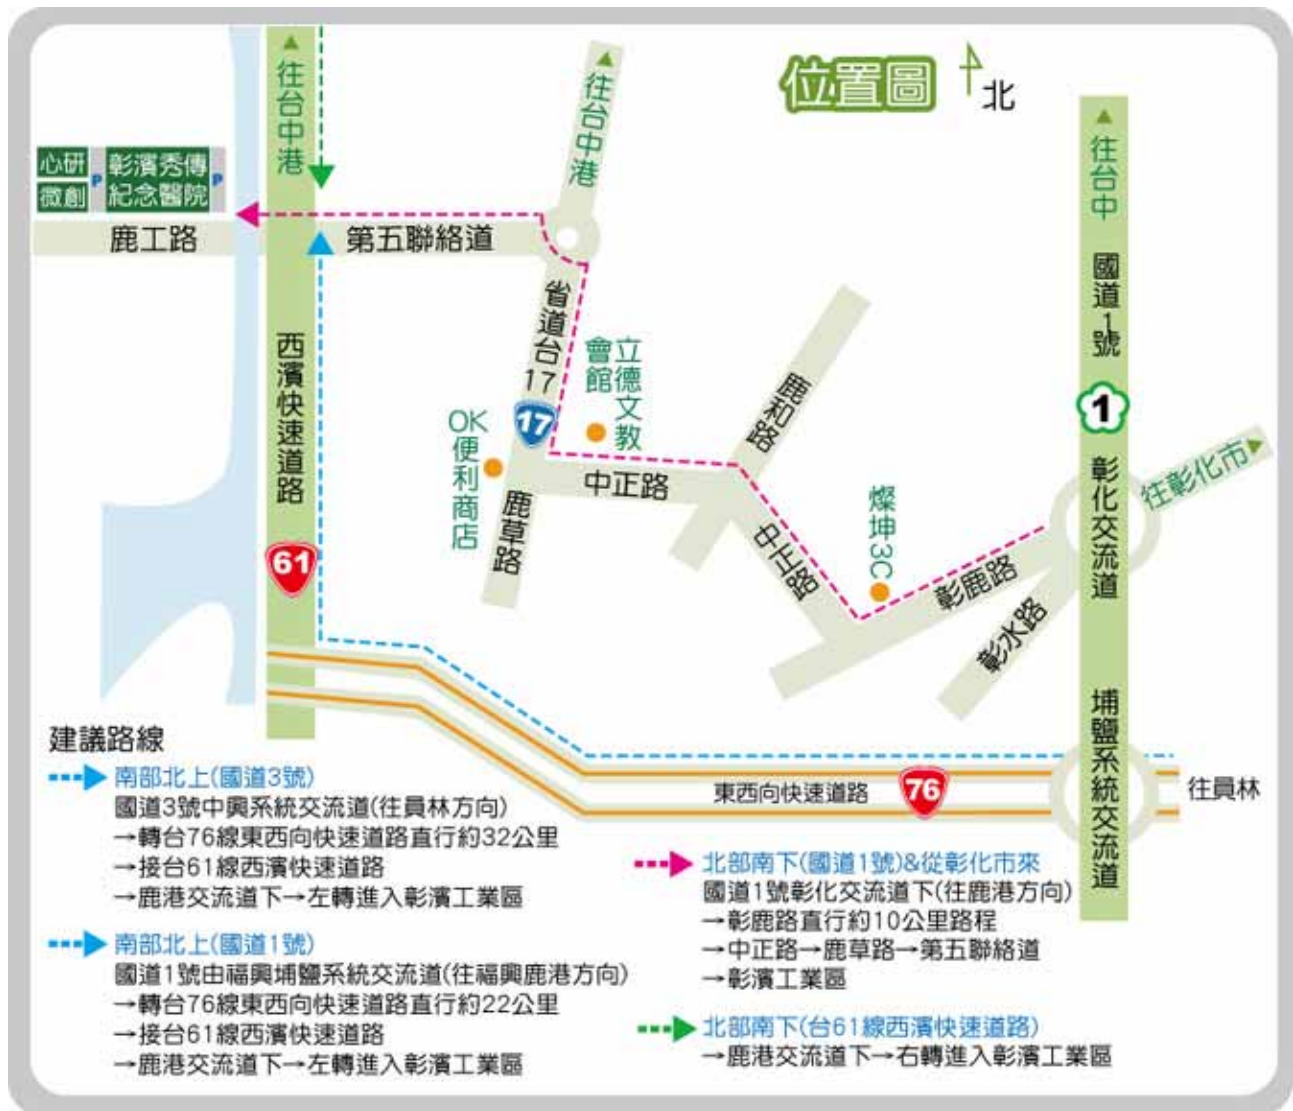 位置圖
北
往台中港
往台中港
往台中
國道1號
1
彰化交流道
往彰化市
心研
微創
P
彰濱秀傳
紀念醫院
P
鹿工路
第五聯絡道
西濱快速道路
61
省道台17
17
立德文教
會館
OK便利商店
鹿草路
中正路
鹿和路
中正路
燦坤3C
彰鹿路
彰水路
埔鹽系統交流道
東西向快速道路
76
往員林
建議路線
南部北上(國道3號)
國道3號中興系統交流道(往員林方向)
→轉台76線東西向快速道路直行約32公里
→接台61線西濱快速道路
→鹿港交流道下→左轉進入彰濱工業區
南部北上(國道1號)
國道1號由福興埔鹽系統交流道(往福興鹿港方向)
→轉台76線東西向快速道路直行約22公里
→接台61線西濱快速道路
→鹿港交流道下→左轉進入彰濱工業區
北部南下(國道1號)&從彰化市來
國道1號彰化交流道下(往鹿港方向)
→彰鹿路直行約10公里路程
→中正路→鹿草路→第五聯絡道
→彰濱工業區
北部南下(台61線西濱快速道路)
→鹿港交流道下→右轉進入彰濱工業區